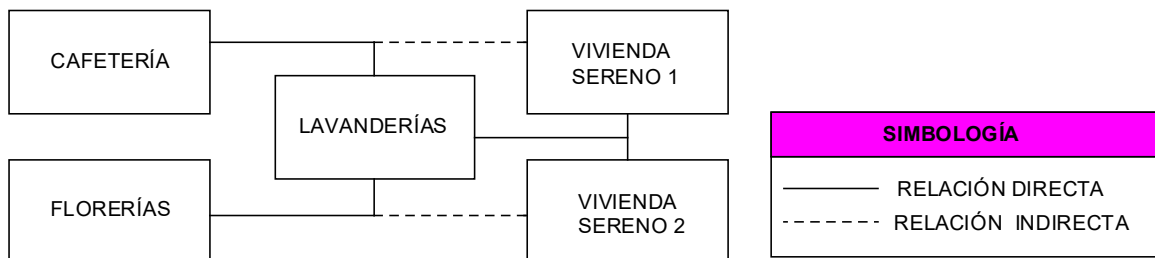 CAFETERÍA
VIVIENDA
SERENO 1
LAVANDERÍAS
FLORERÍAS
VIVIENDA
SERENO 2
SIMBOLOGÍA
RELACIÓN DIRECTA
RELACIÓN INDIRECTA